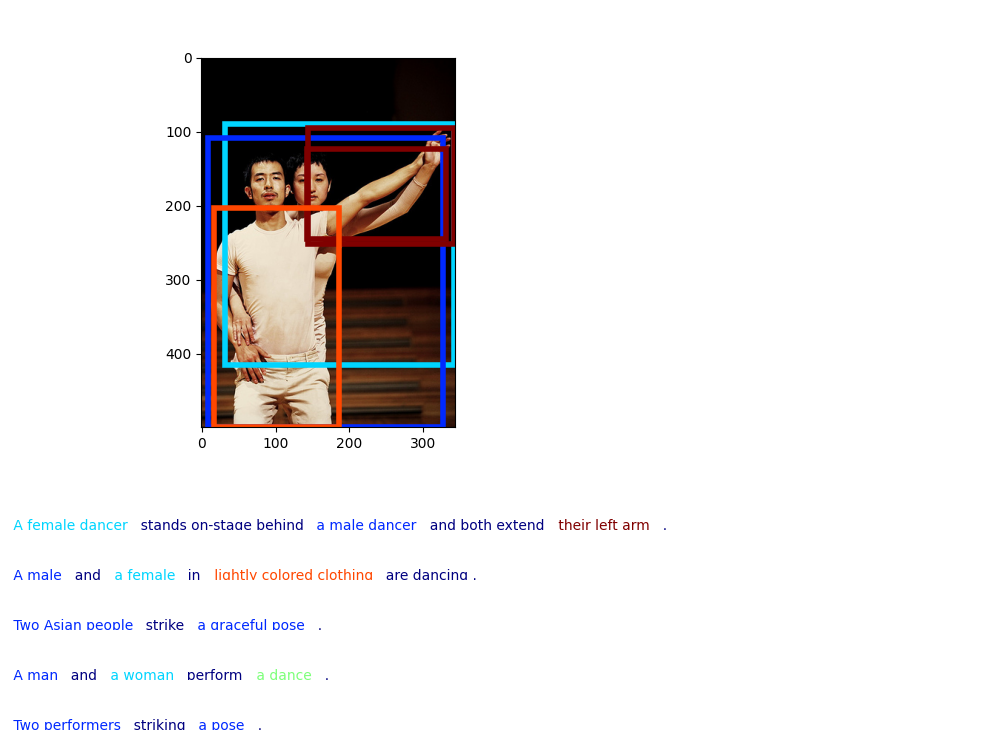 0
100
200
300
400
0 100 200 300
A female dancer stands on-stage behind a male dancer and both extend their left arm .
A male and a female in lightly colored clothing are dancing .
Two Asian people strike a graceful pose .
A man and a woman perform a dance .
Two performers striking a pose .